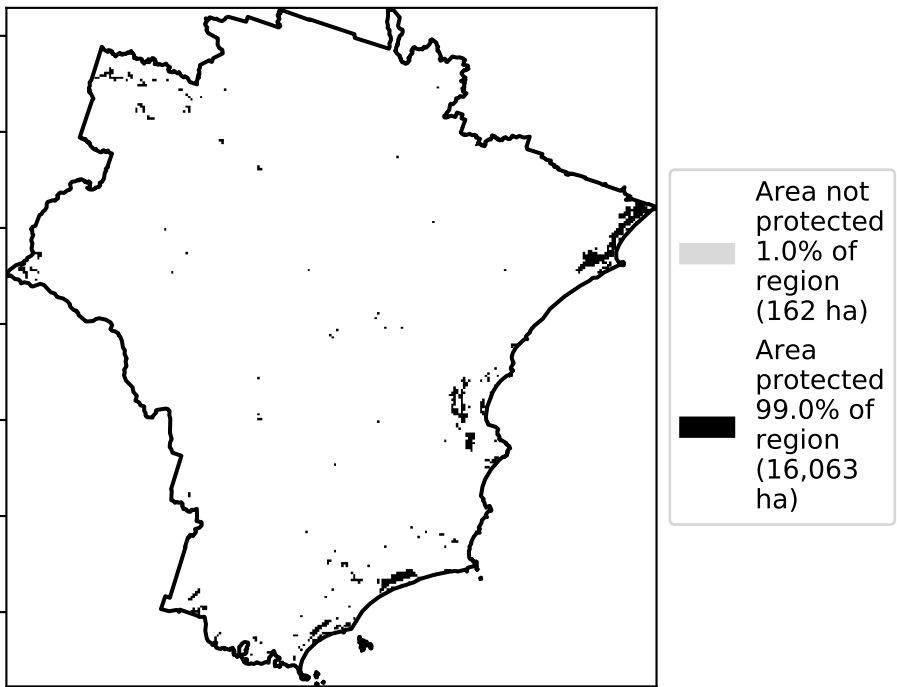 Area not
protected
1.0% of
region
(162 ha)
Area
protected
99.0% of
region
(16,063
ha)